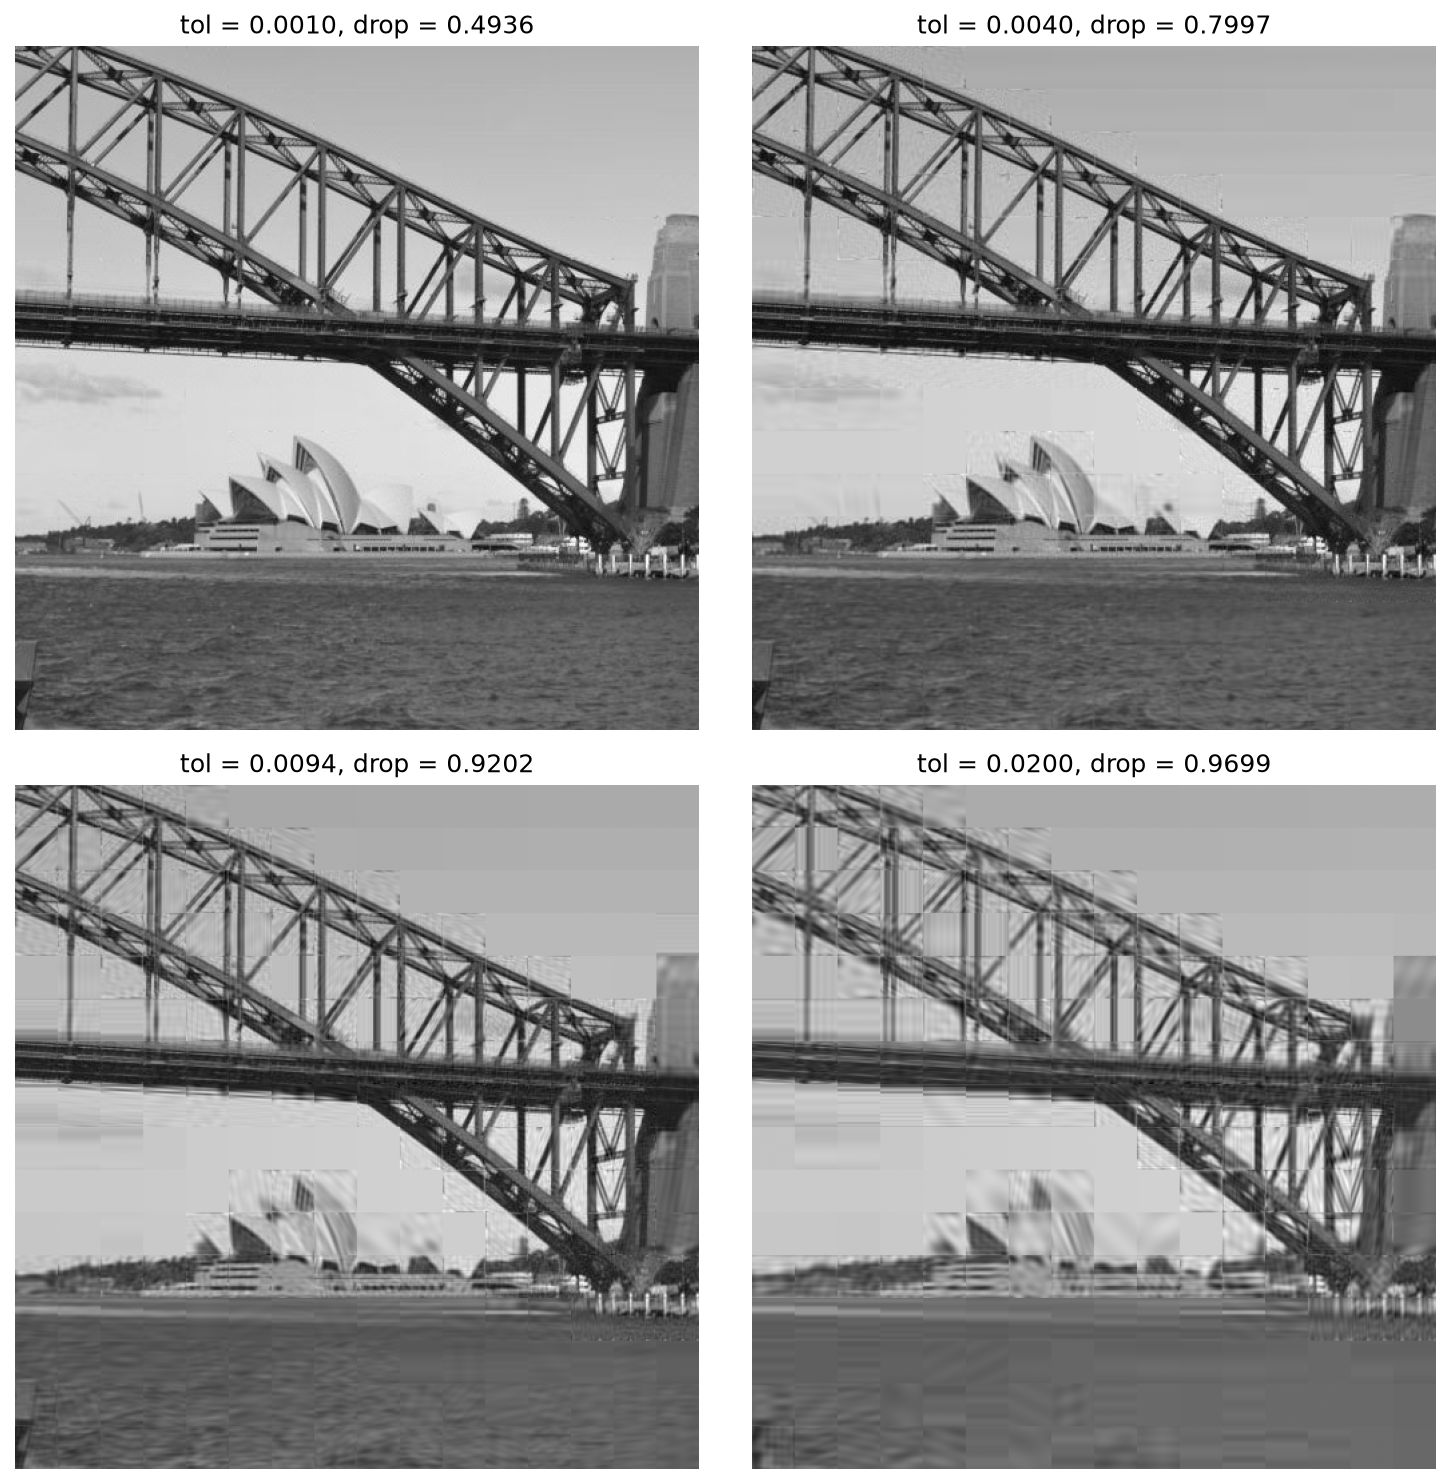 tol = 0.0010, drop = 0.4936
tol = 0.0040, drop = 0.7997
tol = 0.0094, drop = 0.9202
tol = 0.0200, drop = 0.9699